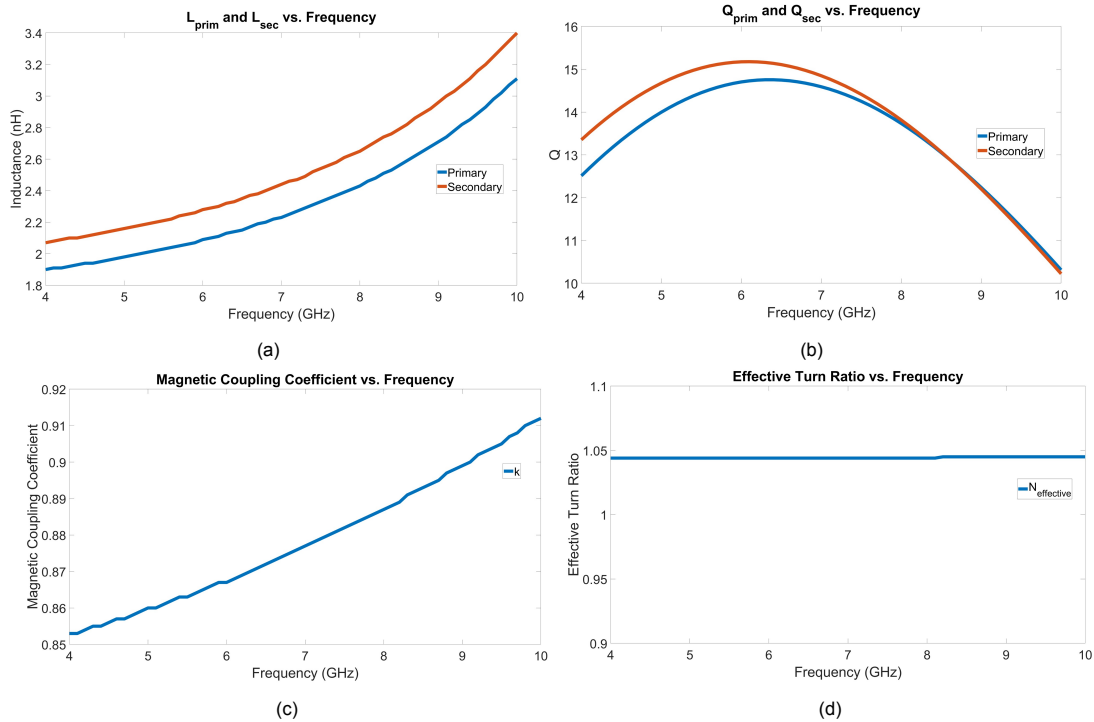 L_prim and L_sec vs. Frequency
3.4
3.2
3
2.8
2.6
2.4
2.2
2
1.8
Inductance (nH)
Primary
Secondary
4 5 6 7 8 9 10
Frequency (GHz)
(a)
Q_prim and Q_sec vs. Frequency
16
15
14
13
12
11
10
Q
Primary
Secondary
4 5 6 7 8 9 10
Frequency (GHz)
(b)
Magnetic Coupling Coefficient vs. Frequency
0.92
0.91
0.9
0.89
0.88
0.87
0.86
0.85
Magnetic Coupling Coefficient
k
4 5 6 7 8 9 10
Frequency (GHz)
(c)
Effective Turn Ratio vs. Frequency
1.1
1.05
1
0.95
0.9
Effective Turn Ratio
N_effective
4 5 6 7 8 9 10
Frequency (GHz)
(d)